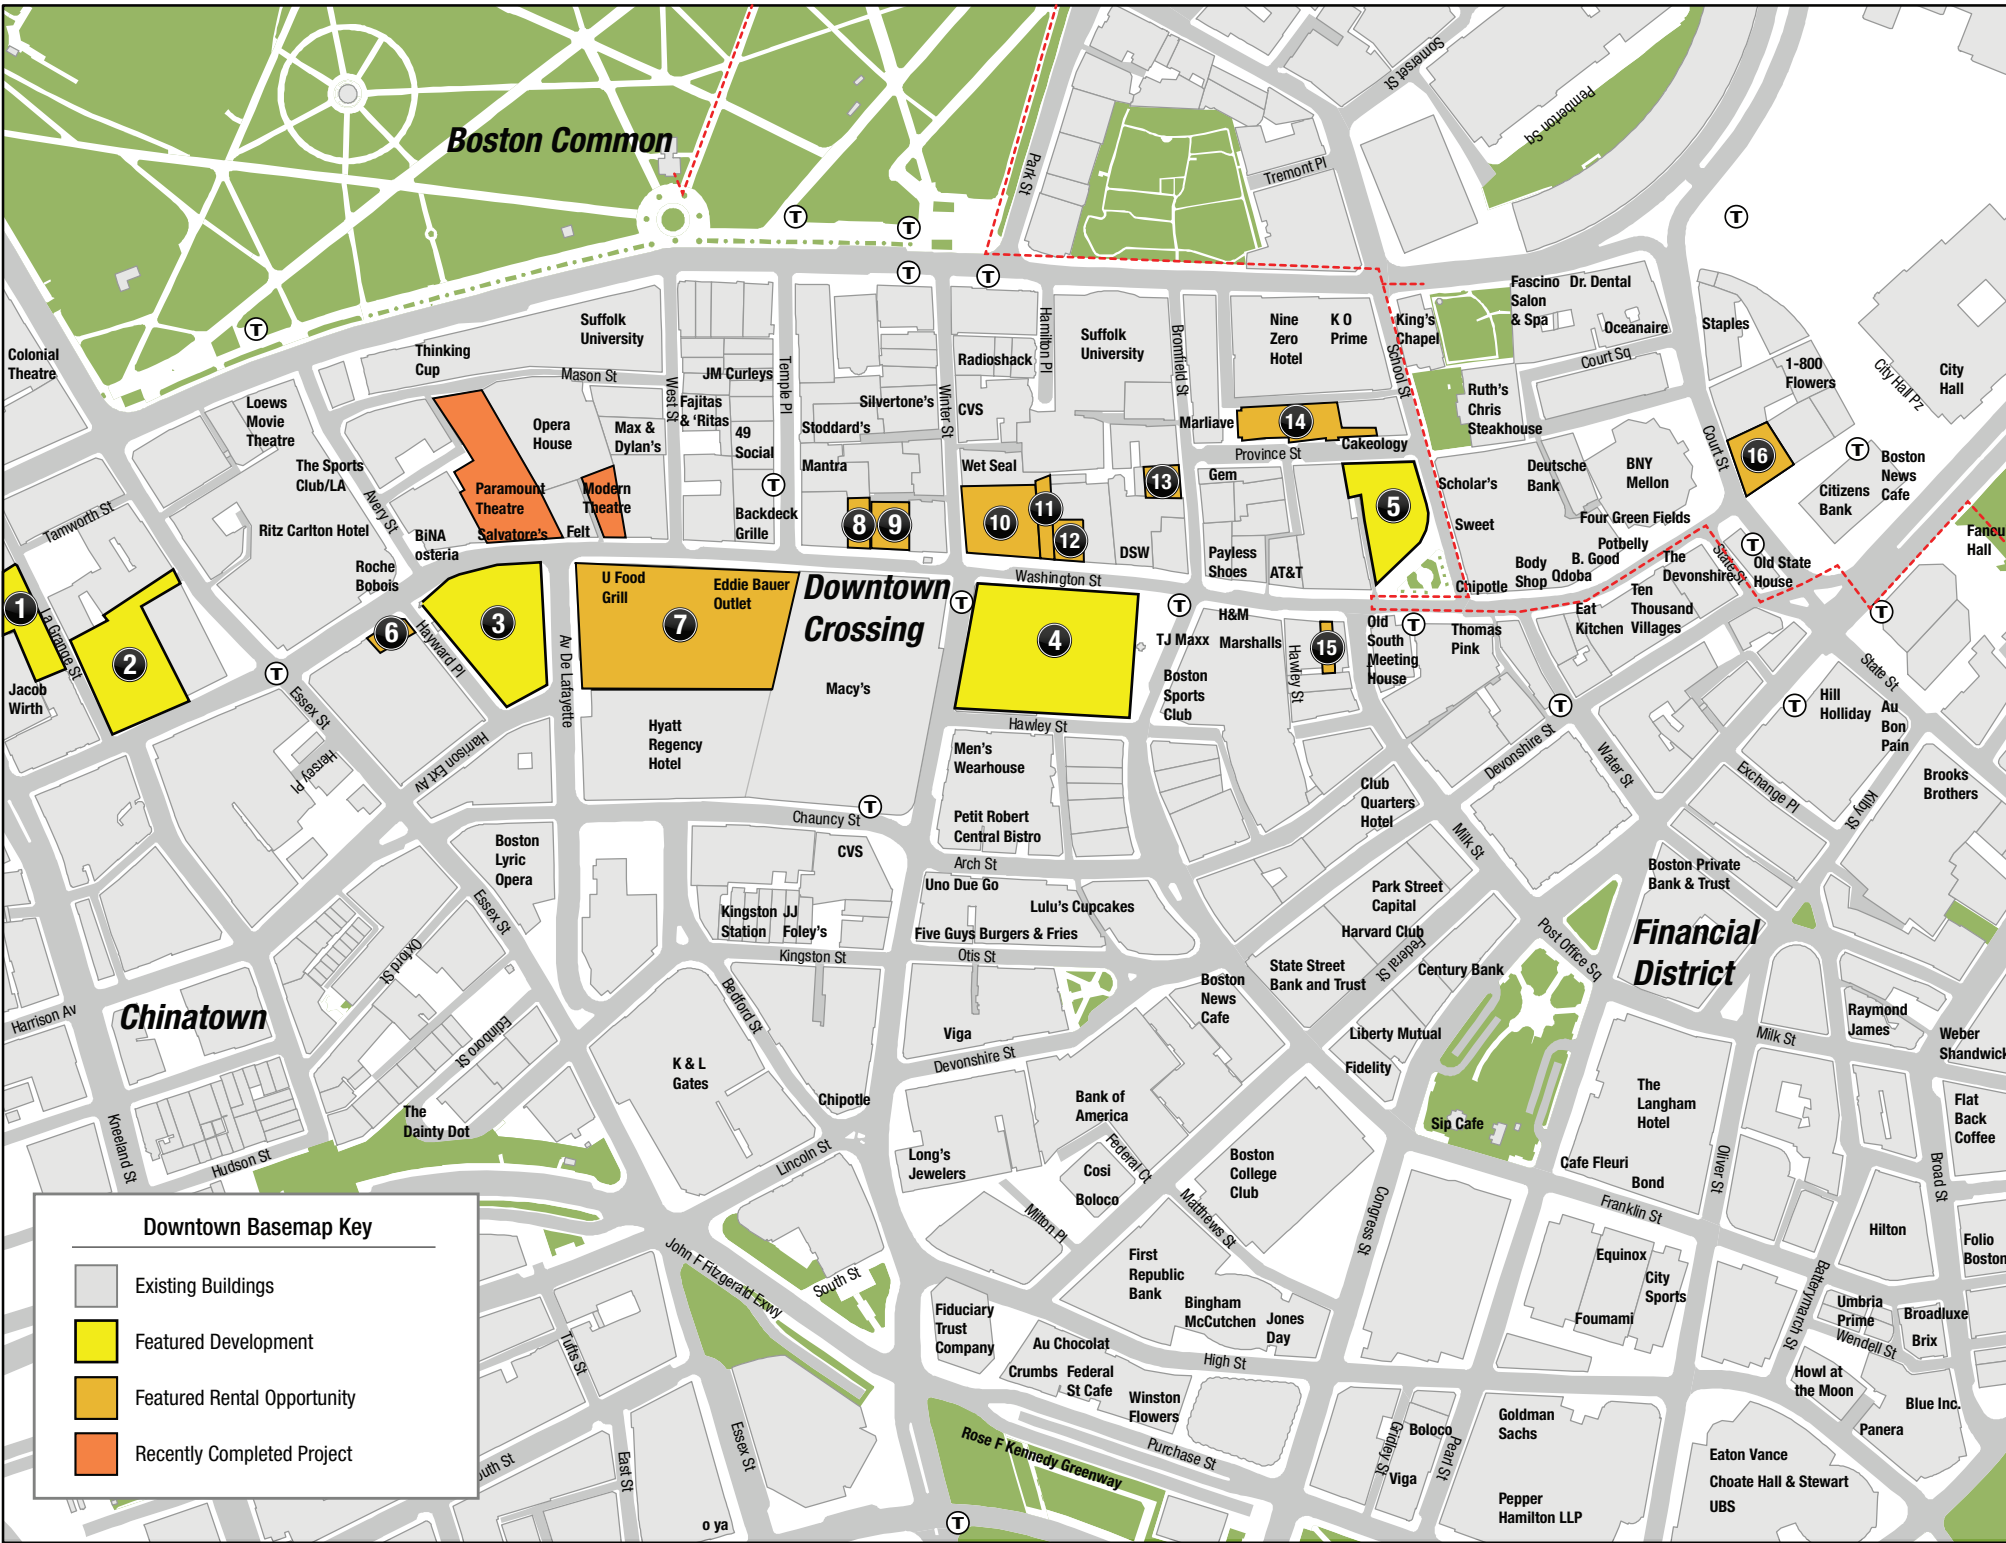 Boston Common
Somerset St
Pemberton Sq
Park St
Tremont Pl
T
T
T
T
T
T
Colonial
Theatre
Thinking
Cup
Suffolk
University
Mason St
West St
JM Curleys
Fajitas
& ‘Ritas
49
Social
Temple Pl
Stoddard's
Silvertone's
Mantra
Winter St
Radioshack
CVS
Wet Seal
Hamilton Pl
Suffolk
University
Bromfield St
Nine
Zero
Hotel
K O
Prime
King's
Chapel
School St
Fascino
Salon
& Spa
Dr. Dental
Oceanaire
Court Sq
Staples
1-800
Flowers
City Hall Pz
City
Hall
Loews
Movie
Theatre
The Sports
Club/LA
Avery St
Opera
House
Max &
Dylan's
Marliave
14
Cakeology
Province St
Ruth's
Chris
Steakhouse
Court St
16
T
Boston
News
Cafe
Citizens
Bank
Tamworth St
Ritz Carlton Hotel
BiNA
osteria
Paramount
Theatre
Salvatore's
Felt
Modern
Theatre
T
Backdeck
Grille
8
9
10
11
12
13
DSW
Gem
Payless
Shoes
AT&T
5
Scholar's
Sweet
Deutsche
Bank
BNY
Mellon
Four Green Fields
Potbelly
B. Good
Qdoba
Body
Shop
Chipotle
The
Devonshire
State St
T
Old State
House
Hall
Roche
Bobois
1
La Grange St
2
6
Hayward Pl
3
Av De Lafayette
U Food
Grill
Eddie Bauer
Outlet
7
Downtown
Crossing
Washington St
T
4
T
H&M
TJ Maxx
Marshalls
Hawley St
15
Old
South
Meeting
House
T
Thomas
Pink
Eat
Kitchen
Ten
Thousand
Villages
T
State St
Jacob
Wirth
T
Essex St
Hersey Pl
Harrison Ext Av
Hyatt
Regency
Hotel
Macy's
Boston
Sports
Club
Hawley St
Men's
Wearhouse
Petit Robert
Central Bistro
Chauncy St
T
CVS
Arch St
Club
Quarters
Hotel
Devonshire St
T
Water St
T
Hill
Holliday
Au
Bon
Pain
Exchange Pl
Kilby St
Brooks
Brothers
Milk St
Boston Private
Bank & Trust
Boston
Lyric
Opera
Essex St
Kingston
Station
JJ
Foley's
Kingston St
Uno Due Go
Lulu's Cupcakes
Five Guys Burgers & Fries
Otis St
Park Street
Capital
Harvard Club
Federal St
Century Bank
State Street
Bank and Trust
Post Office Sq
Financial
District
Oxford St
Chinatown
Harrison Av
Edinboro St
Bedford St
Viga
Devonshire St
Boston
News
Cafe
Liberty Mutual
Fidelity
Raymond
James
Milk St
Weber
Shandwick
K & L
Gates
Chipotle
Bank of
America
The
Langham
Hotel
The
Dainty Dot
Kneeland St
Hudson St
Lincoln St
Long's
Jewelers
Federal Ct
Cosi
Boloco
Milton Pl
Boston
College
Club
Matthews St
Sip Cafe
Cafe Fleuri
Bond
Oliver St
Flat
Back
Coffee
Broad St
Congress St
Franklin St
Hilton
Folio
Boston
Downtown Basemap Key
Existing Buildings
Featured Development
Featured Rental Opportunity
Recently Completed Project
John F Fitzgerald Exwy
South St
First
Republic
Bank
Bingham
McCutchen
Jones
Day
Equinox
City
Sports
Foumami
Batterymarch St
Umbria
Prime
Wendell St
Broadluxe
Brix
Fiduciary
Trust
Company
Au Chocolat
Crumbs
Federal
St Cafe
High St
Winston
Flowers
Tufts St
East St
Essex St
Howl at
the Moon
Blue Inc.
Panera
Rose F Kennedy Greenway
Purchase St
Gridley St
Boloco
Pearl St
Viga
Goldman
Sachs
Pepper
Hamilton LLP
Eaton Vance
Choate Hall & Stewart
UBS
o ya
T